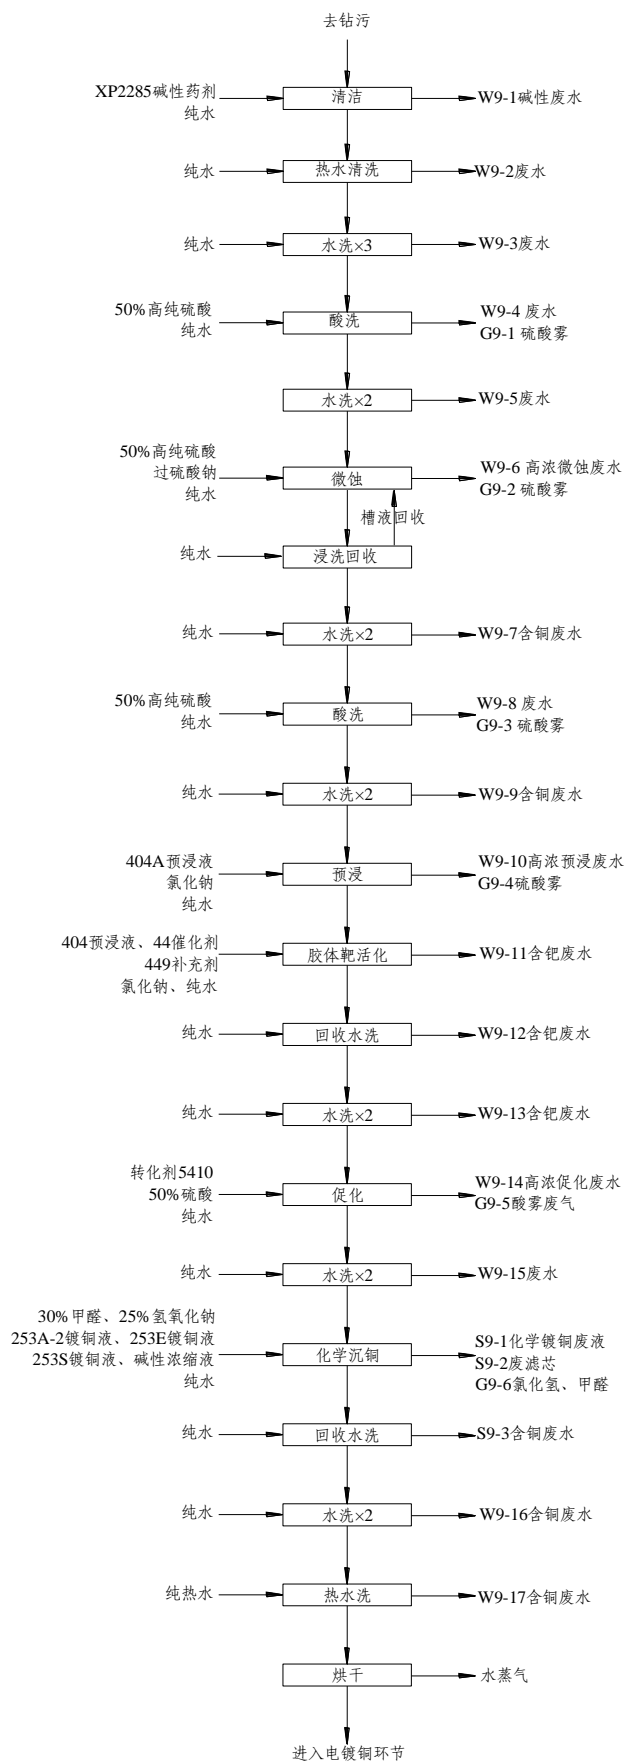 去钻污
XP2285碱性药剂
纯水
清洁
W9-1碱性废水
纯水
热水清洗
W9-2废水
纯水
水洗×3
W9-3废水
50%高纯硫酸
纯水
酸洗
W9-4 废水
G9-1 硫酸雾
水洗×2
W9-5废水
50%高纯硫酸
过硫酸钠
纯水
微蚀
W9-6 高浓微蚀废水
G9-2 硫酸雾
槽液回收
纯水
浸洗回收
纯水
水洗×2
W9-7含铜废水
50%高纯硫酸
纯水
酸洗
W9-8 废水
G9-3 硫酸雾
纯水
水洗×2
W9-9含铜废水
404A预浸液
氯化钠
纯水
预浸
W9-10高浓预浸废水
G9-4硫酸雾
404预浸液、44催化剂
449补充剂
氯化钠、纯水
胶体靶活化
W9-11含钯废水
纯水
回收水洗
W9-12含钯废水
纯水
水洗×2
W9-13含钯废水
转化剂5410
50%硫酸
纯水
促化
W9-14高浓促化废水
G9-5酸雾废气
纯水
水洗×2
W9-15废水
30%甲醛、25%氢氧化钠
253A-2镀铜液、253E镀铜液
253S镀铜液、碱性浓缩液
纯水
化学沉铜
S9-1化学镀铜废液
S9-2废滤芯
G9-6氯化氢、甲醛
纯水
回收水洗
S9-3含铜废水
纯水
水洗×2
W9-16含铜废水
纯热水
热水洗
W9-17含铜废水
烘干
水蒸气
进入电镀铜环节